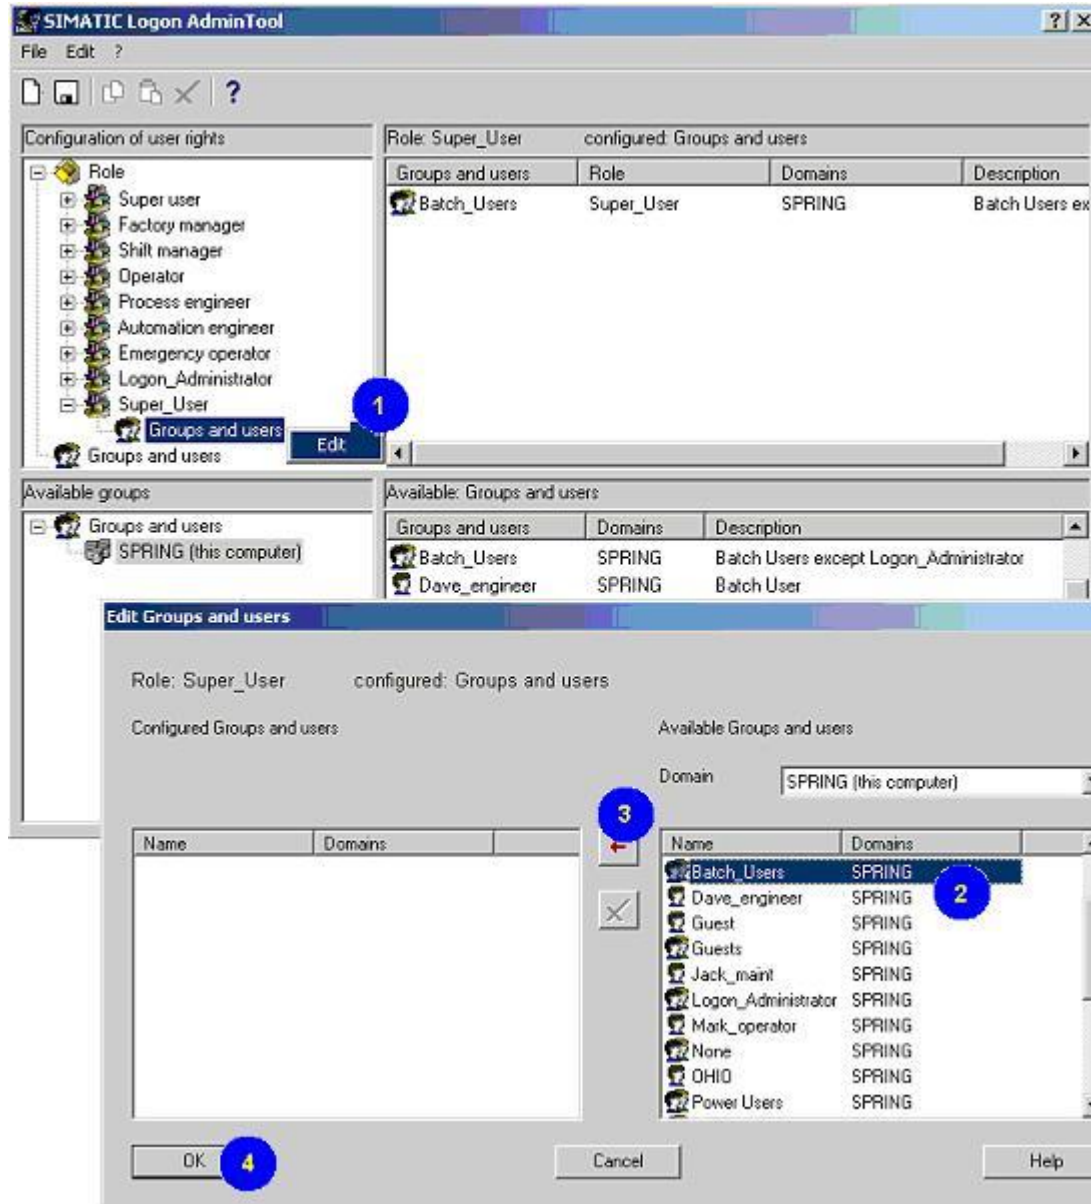 SIMATIC Logon AdminTool
File Edit ?
Configuration of user rights
Role: Super_User configured: Groups and users
Role
Super user
Factory manager
Shift manager
Operator
Process engineer
Automation engineer
Emergency operator
Logon_Administrator
Super_User
Groups and users
Groups and users
Edit
1
Groups and users Role Domains Description
Batch_Users Super_User SPRING Batch Users ex
Available groups
Groups and users
SPRING (this computer)
Available: Groups and users
Groups and users Domains Description
Batch_Users SPRING Batch Users except Logon_Administrator
Dave_engineer SPRING Batch User
Edit Groups and users
Role: Super_User configured: Groups and users
Configured Groups and users
Available Groups and users
Domain SPRING (this computer)
3
Name Domains
Name Domains
Batch_Users SPRING
2
Dave_engineer SPRING
Guest SPRING
Guests SPRING
Jack_maint SPRING
Logon_Administrator SPRING
Mark_operator SPRING
None SPRING
OHIO SPRING
Power Users SPRING
OK 4 Cancel Help